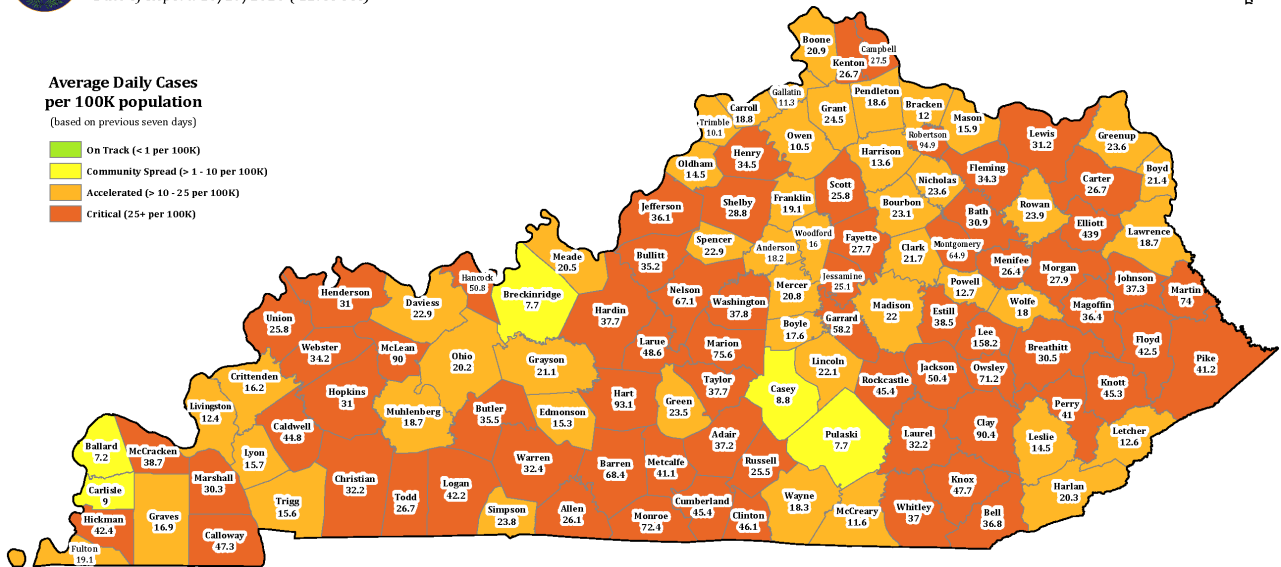 Average Daily Cases
per 100K population
(based on previous seven days)
On Track (< 1 per 100K)
Community Spread (> 1 - 10 per 100K)
Accelerated (> 10 - 25 per 100K)
Critical (25+ per 100K)
Boone
20.9
Kenton
26.7
Campbell
27.5
Gallatin
11.3
Carroll
18.8
Trimble
10.1
Grant
24.5
Pendleton
18.6
Bracken
12
Mason
15.9
Robertson
94.9
Lewis
31.2
Greenup
23.6
Boyd
21.4
Owen
10.5
Henry
34.5
Oldham
14.5
Harrison
13.6
Nicholas
23.6
Fleming
34.3
Carter
26.7
Jefferson
36.1
Shelby
28.8
Franklin
19.1
Scott
25.8
Bourbon
23.1
Bath
30.9
Rowan
23.9
Elliott
439
Lawrence
18.7
Spencer
22.9
Anderson
18.2
Woodford
16
Fayette
27.7
Clark
21.7
Montgomery
64.9
Menifee
26.4
Morgan
27.9
Johnson
37.3
Martin
74
Bullitt
35.2
Meade
20.5
Hancock
50.8
Breckinridge
7.7
Hardin
37.7
Nelson
67.1
Washington
37.8
Mercer
20.8
Jessamine
25.1
Madison
22
Powell
12.7
Wolfe
18
Magoffin
36.4
Estill
38.5
Garrard
58.2
Boyle
17.6
Henderson
31
Daviess
22.9
Union
25.8
Webster
34.2
McLean
90
Ohio
20.2
Grayson
21.1
Larue
48.6
Marion
75.6
Lee
158.2
Breathitt
30.5
Floyd
42.5
Pike
41.2
Crittenden
16.2
Hopkins
31
Muhlenberg
18.7
Butler
35.5
Edmonson
15.3
Hart
93.1
Green
23.5
Taylor
37.7
Casey
8.8
Lincoln
22.1
Rockcastle
45.4
Jackson
50.4
Owsley
71.2
Knott
45.3
Perry
41
Livingston
12.4
Caldwell
44.8
Lyon
15.7
Ballard
7.2
McCracken
38.7
Marshall
30.3
Carlisle
9
Christian
32.2
Todd
26.7
Logan
42.2
Warren
32.4
Barren
68.4
Metcalfe
41.1
Adair
37.2
Russell
25.5
Pulaski
7.7
Laurel
32.2
Clay
90.4
Leslie
14.5
Letcher
12.6
Harlan
20.3
Knox
47.7
Hickman
42.4
Graves
16.9
Calloway
47.3
Trigg
15.6
Fulton
19.1
Simpson
23.8
Allen
26.1
Monroe
72.4
Cumberland
45.4
Clinton
46.1
Wayne
18.3
McCreary
11.6
Whitley
37
Bell
36.8